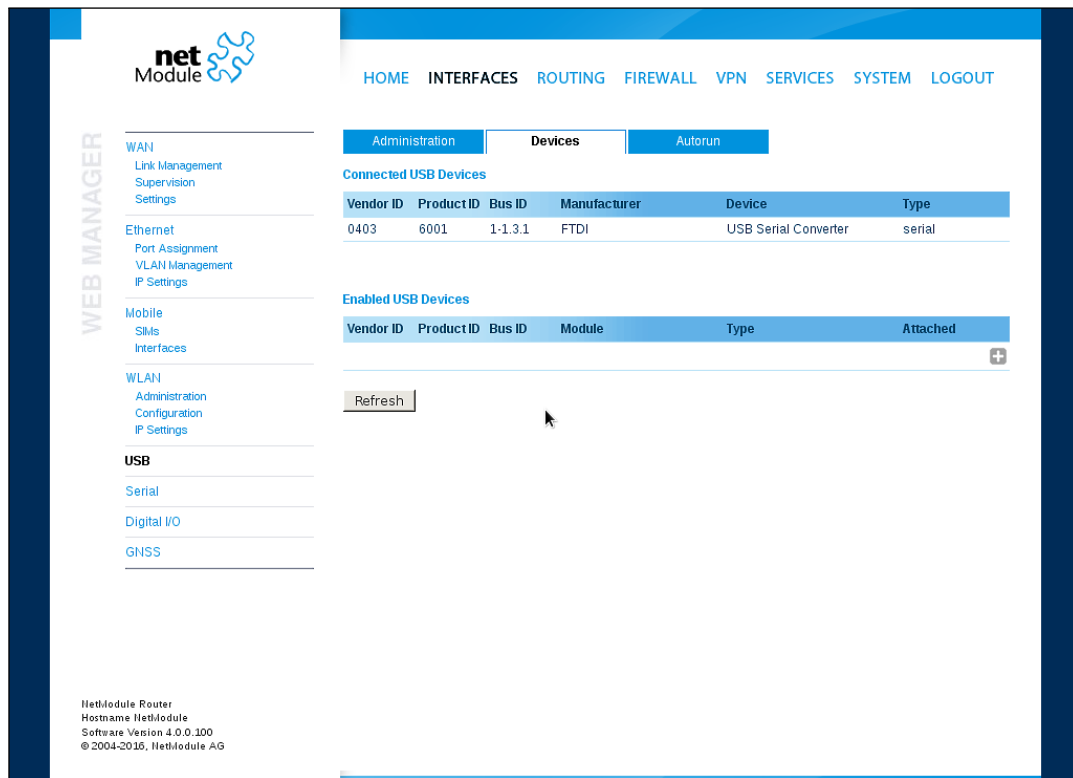 net
Module
HOME INTERFACES ROUTING FIREWALL VPN SERVICES SYSTEM LOGOUT
WEB MANAGER
WAN
Link Management
Supervision
Settings
Ethernet
Port Assignment
VLAN Management
IP Settings
Mobile
SIMs
Interfaces
WLAN
Administration
Configuration
IP Settings
USB
Serial
Digital I/O
GNSS
Administration Devices Autorun
Connected USB Devices
Vendor ID Product ID Bus ID Manufacturer Device Type
0403 6001 1-1.3.1 FTDI USB Serial Converter serial
Enabled USB Devices
Vendor ID Product ID Bus ID Module Type Attached
Refresh
NetModule Router
Hostname NetModule
Software Version 4.0.0.100
© 2004-2016, NetModule AG